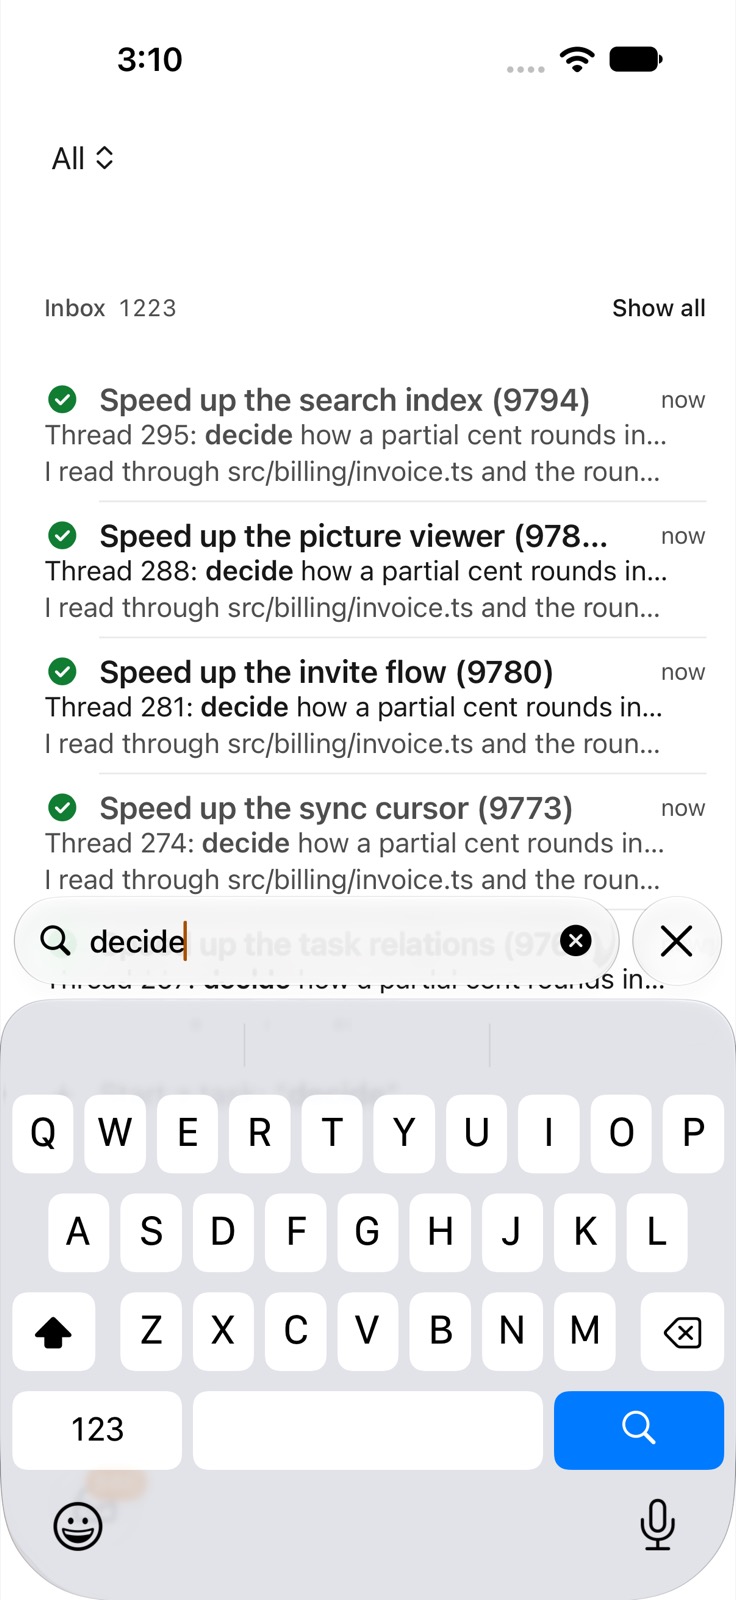 3:10
All
Inbox 1223
Show all
Speed up the search index (9794)
now
Thread 295: decide how a partial cent rounds in...
I read through src/billing/invoice.ts and the roun...
Speed up the picture viewer (978...
now
Thread 288: decide how a partial cent rounds in...
I read through src/billing/invoice.ts and the roun...
Speed up the invite flow (9780)
now
Thread 281: decide how a partial cent rounds in...
I read through src/billing/invoice.ts and the roun...
Speed up the sync cursor (9773)
now
Thread 274: decide how a partial cent rounds in...
I read through src/billing/invoice.ts and the roun...
decide
up the task relations
Q W E R T Y U I O P
A S D F G H J K L
Z X C V B N M
123